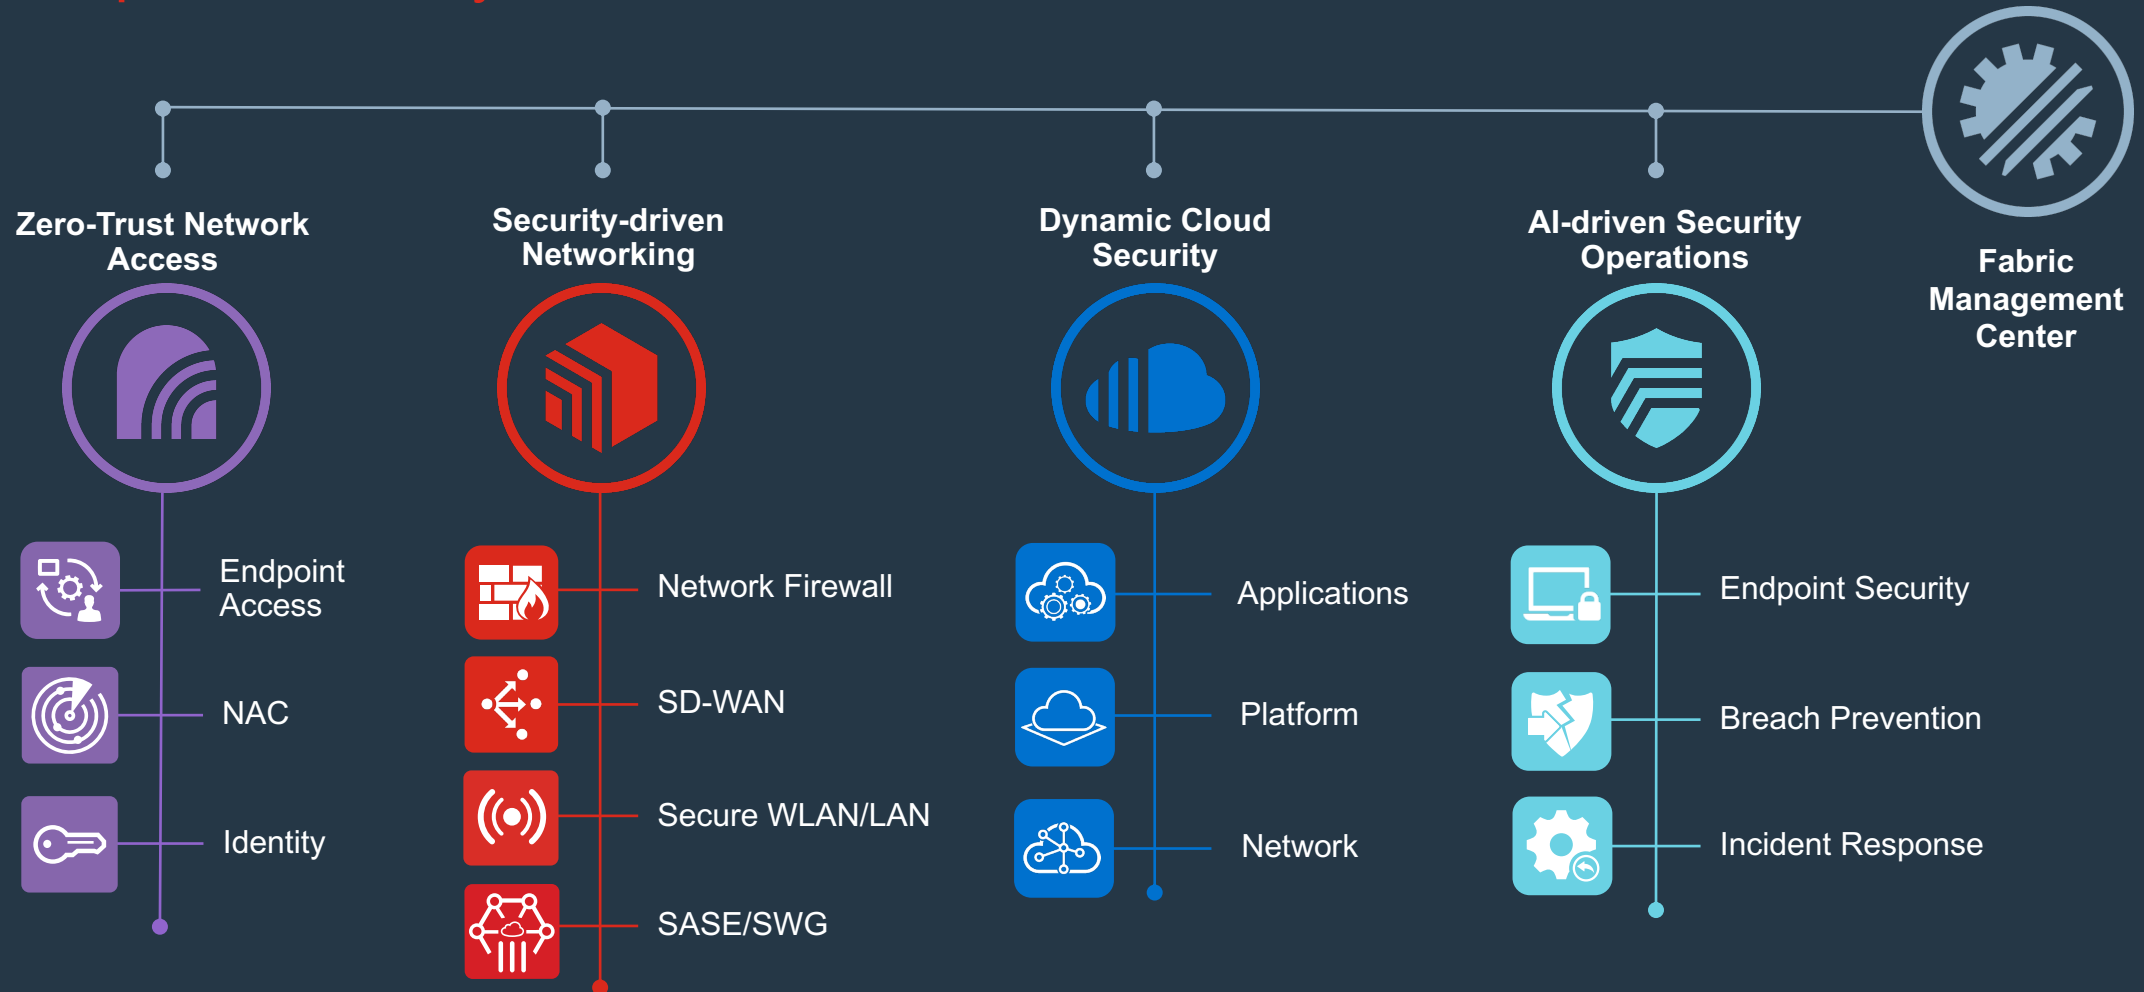 Zero-Trust Network
Access
Security-driven
Networking
Dynamic Cloud
Security
AI-driven Security
Operations
Fabric
Management
Center
Endpoint
Access
NAC
Identity
Network Firewall
SD-WAN
Secure WLAN/LAN
SASE/SWG
Applications
Platform
Network
Endpoint Security
Breach Prevention
Incident Response